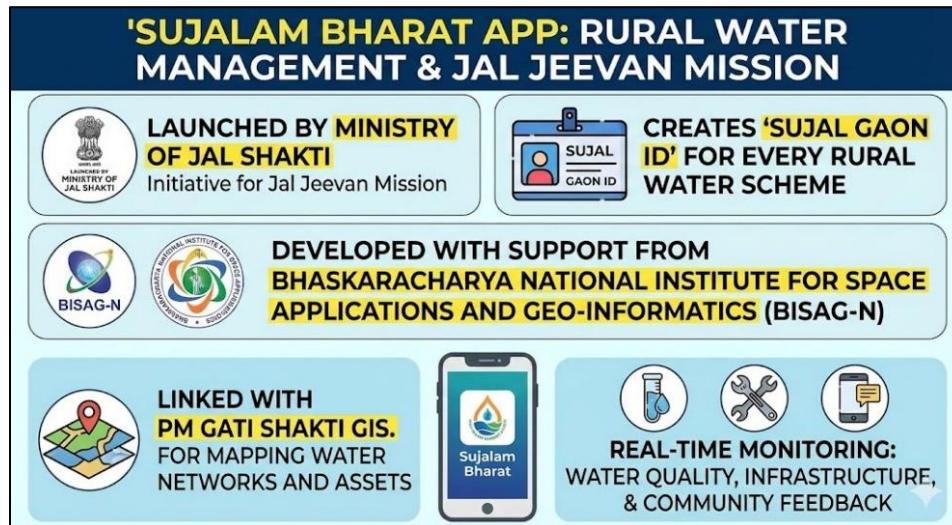 'SUJALAM BHARAT APP: RURAL WATER
MANAGEMENT & JAL JEEVAN MISSION
LAUNCHED BY
MINISTRY OF
JAL SHAKTI
LAUNCHED BY MINISTRY
OF JAL SHAKTI
Initiative for Jal Jeevan Mission
SUJAL
GAON ID
CREATES 'SUJAL GAON
ID' FOR EVERY RURAL
WATER SCHEME
BISAG-N
DEVELOPED WITH SUPPORT FROM
BHASKARACHARYA NATIONAL INSTITUTE FOR SPACE
APPLICATIONS AND GEO-INFORMATICS (BISAG-N)
LINKED WITH
PM GATI SHAKTI GIS.
FOR MAPPING WATER
NETWORKS AND ASSETS
Sujalam
Bharat
REAL-TIME MONITORING:
WATER QUALITY, INFRASTRUCTURE,
& COMMUNITY FEEDBACK